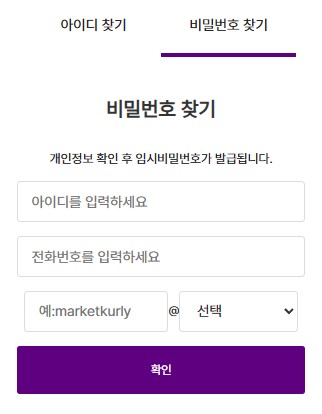 아이디 찾기 비밀번호 찾기
비밀번호 찾기
개인정보 확인 후 임시비밀번호가 발급됩니다.
아이디를 입력하세요
전화번호를 입력하세요
예:marketkurly @ 선택
확인